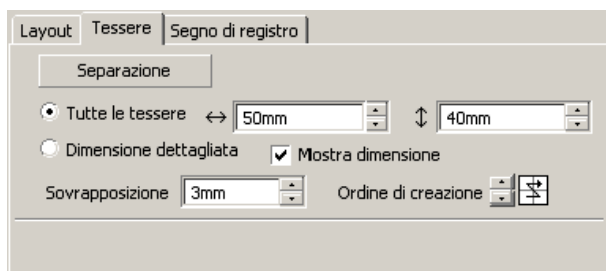 Layout Tessere Segno di registro
Separazione
Tutte le tessere 50mm 40mm
Dimensione dettagliata Mostra dimensione
Sovrapposizione 3mm Ordine di creazione